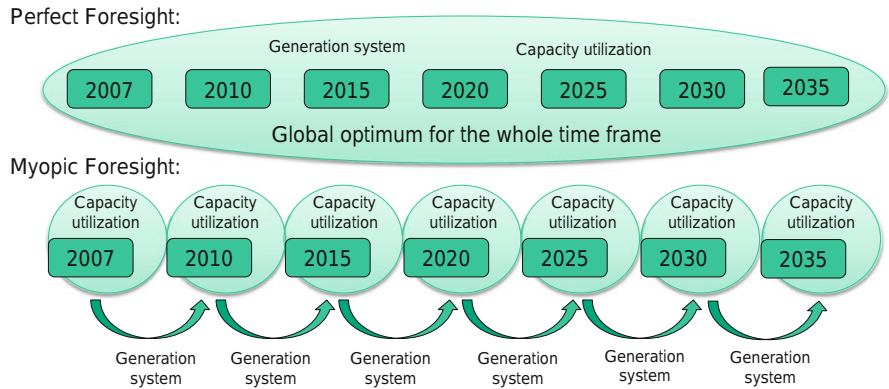 Perfect Foresight:
Generation system
Capacity utilization
2007
2010
2015
2020
2025
2030
2035
Global optimum for the whole time frame
Myopic Foresight:
Capacity
utilization
2007
Capacity
utilization
2010
Capacity
utilization
2015
Capacity
utilization
2020
Capacity
utilization
2025
Capacity
utilization
2030
Capacity
utilization
2035
Generation
system
Generation
system
Generation
system
Generation
system
Generation
system
Generation
system